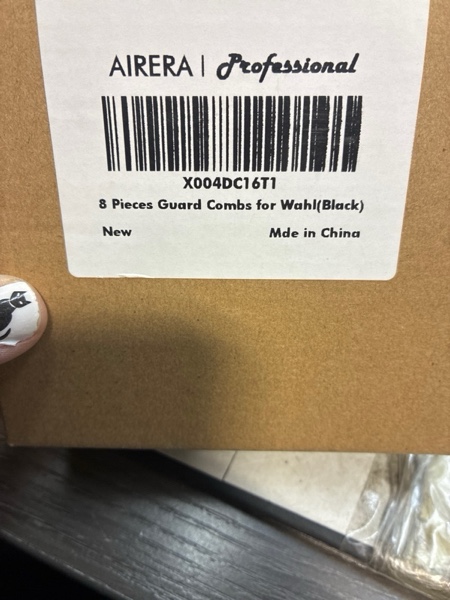 AIRERA | Professional
X004DC16T1
8 Pieces Guard Combs for Wahl(Black)
New Mde in China